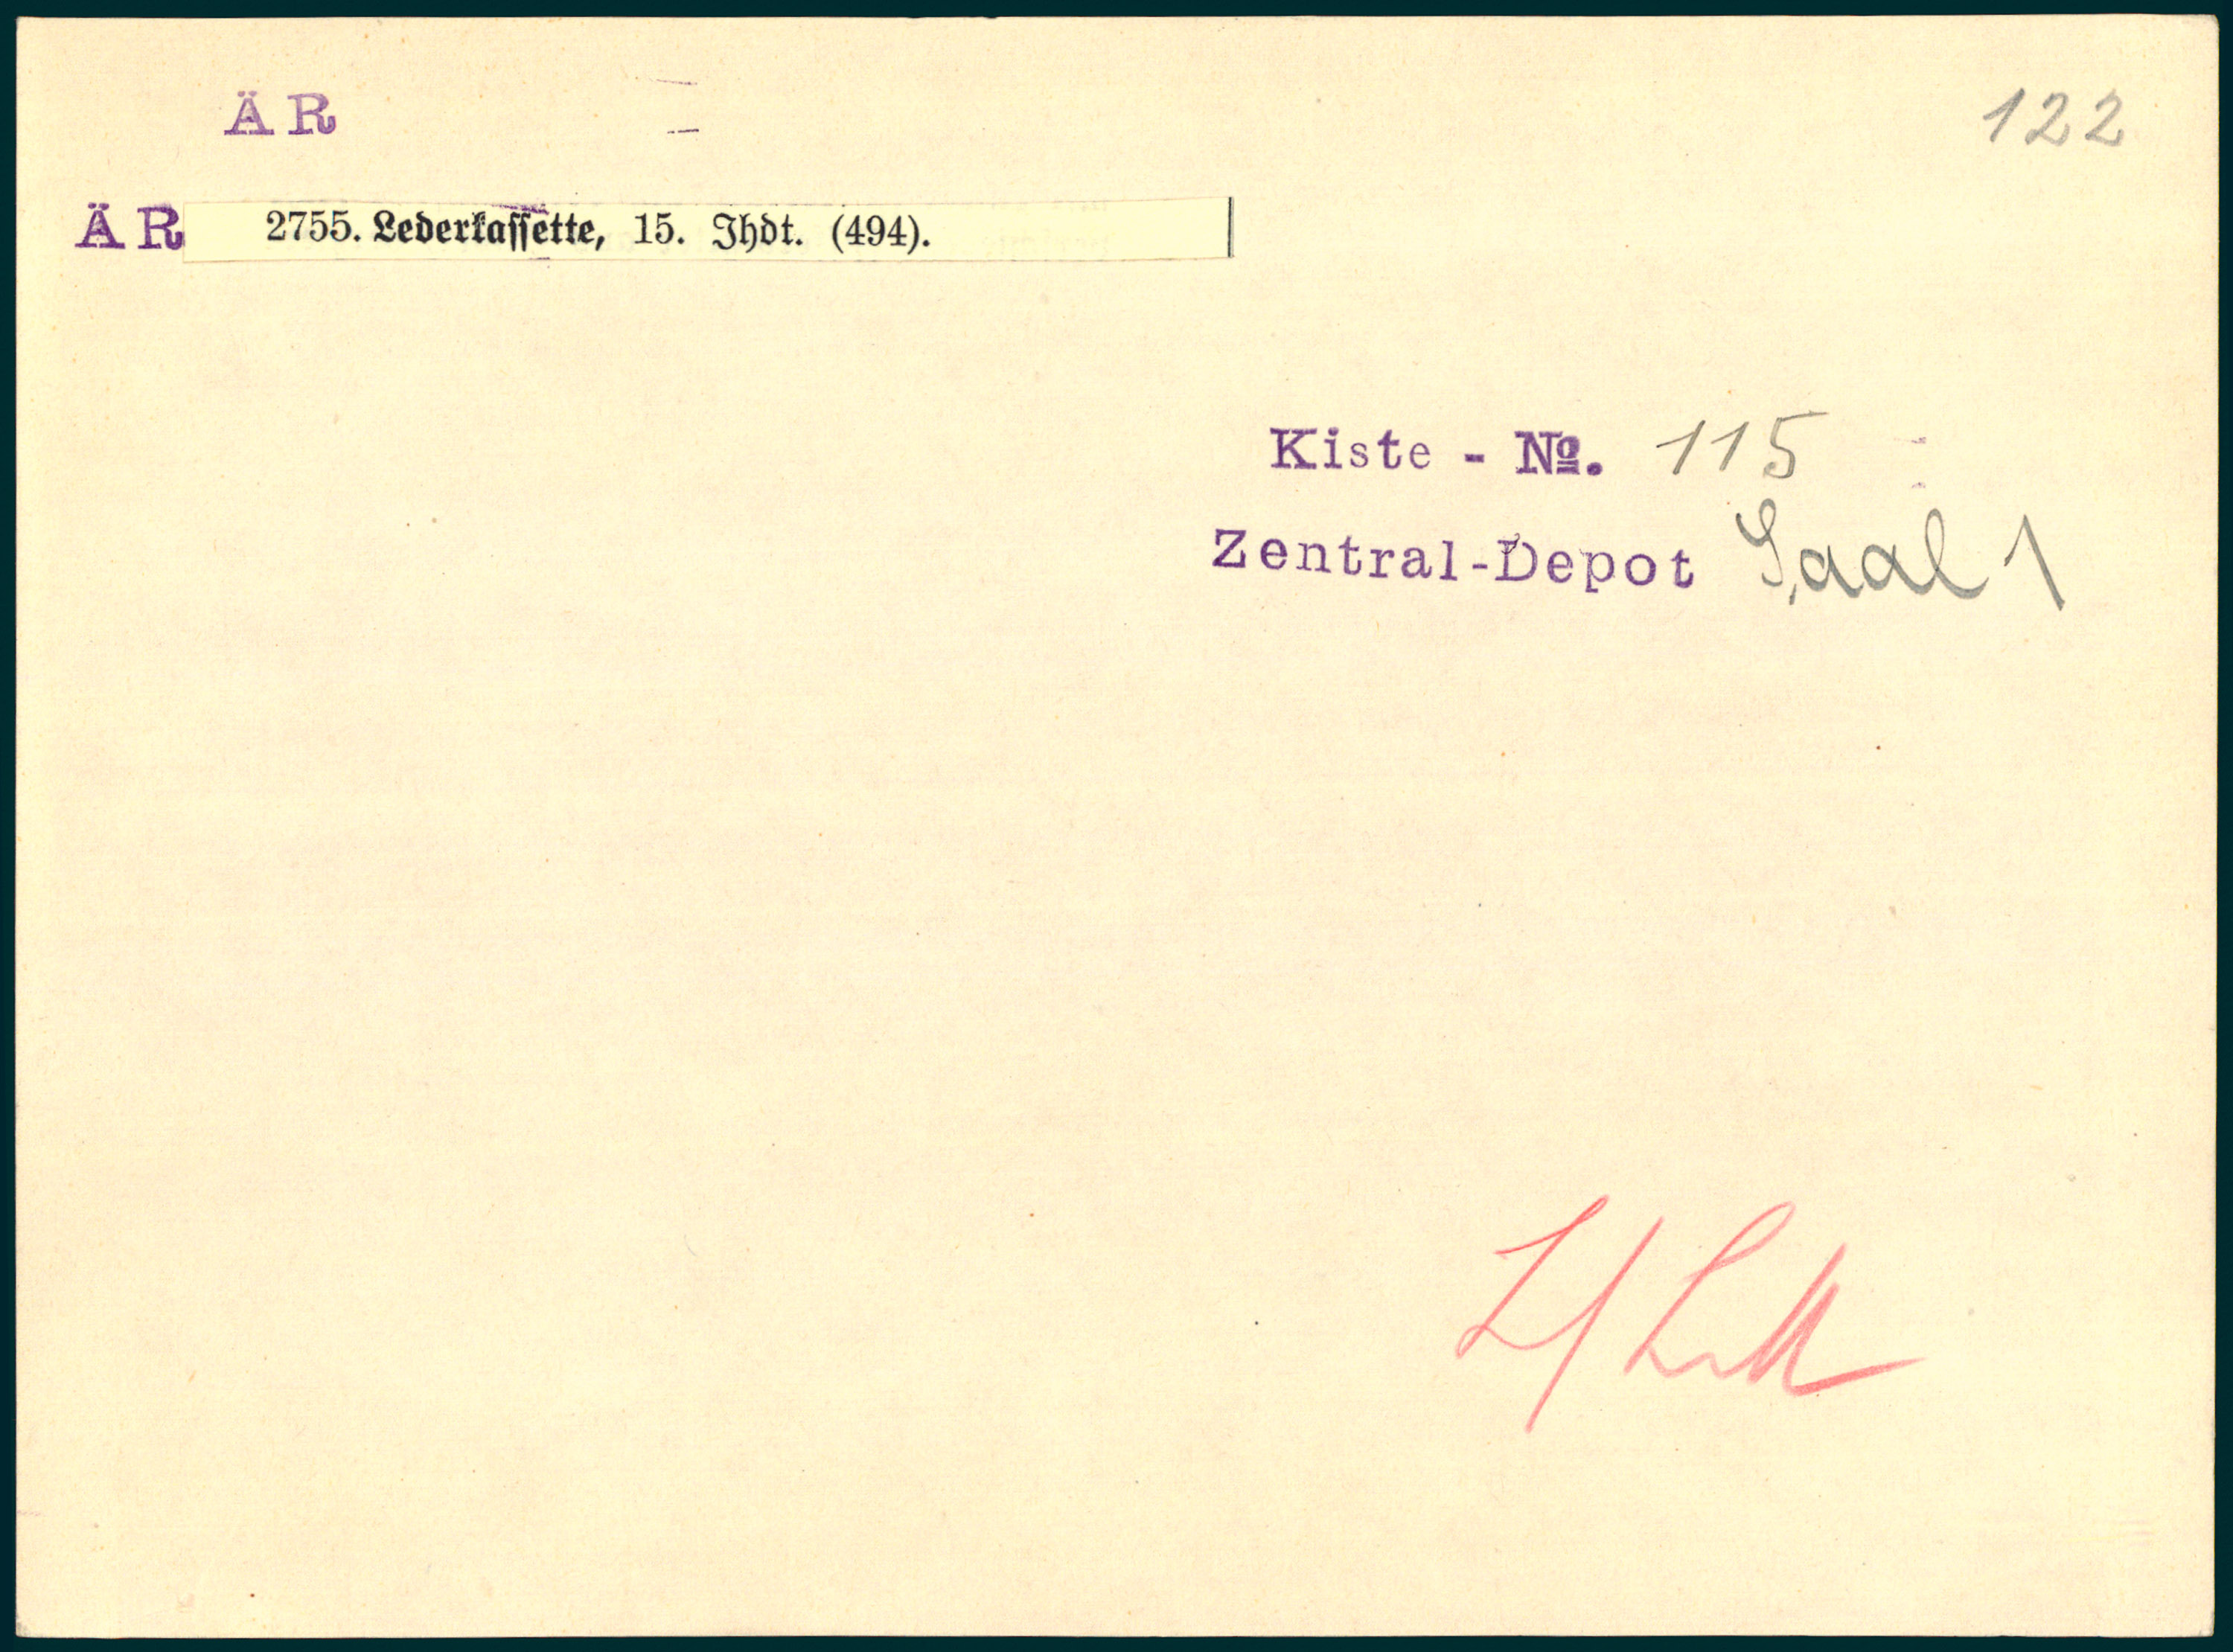 ÄR 122
ÄR 2755. Lederkassette, 15. Jhdt. (494).
Kiste - №. 115
Zentral-Depot Saal 1